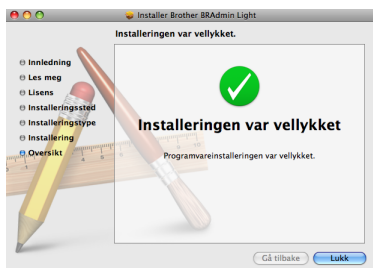 Installer Brother BRAdmin Light
Installeringen var vellykket.
Innledning
Les meg
Lisens
Installeringssted
Installeringstype
Installering
Oversikt
Installeringen var vellykket
Programvareinstalleringen var vellykket.
Gå tilbake
Lukk